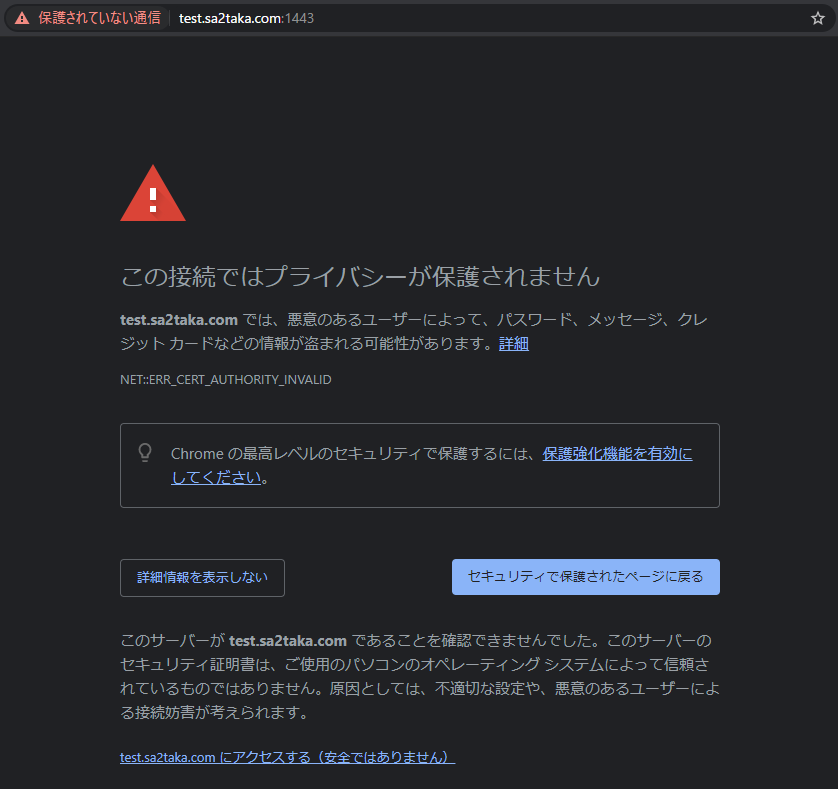 保護されていない通信 test.sa2taka.com:1443
この接続ではプライバシーが保護されません
test.sa2taka.com では、悪意のあるユーザーによって、パスワード、メッセージ、クレ
ジット カードなどの情報が盗まれる可能性があります。詳細
NET::ERR_CERT_AUTHORITY_INVALID
Chrome の最高レベルのセキュリティで保護するには、保護強化機能を有効に
してください。
詳細情報を表示しない
セキュリティで保護されたページに戻る
このサーバーが test.sa2taka.com であることを確認できませんでした。このサーバーの
セキュリティ証明書は、ご使用のパソコンのオペレーティング システムによって信頼さ
れているものではありません。原因としては、不適切な設定や、悪意のあるユーザーによ
る接続妨害が考えられます。
test.sa2taka.com にアクセスする（安全ではありません）